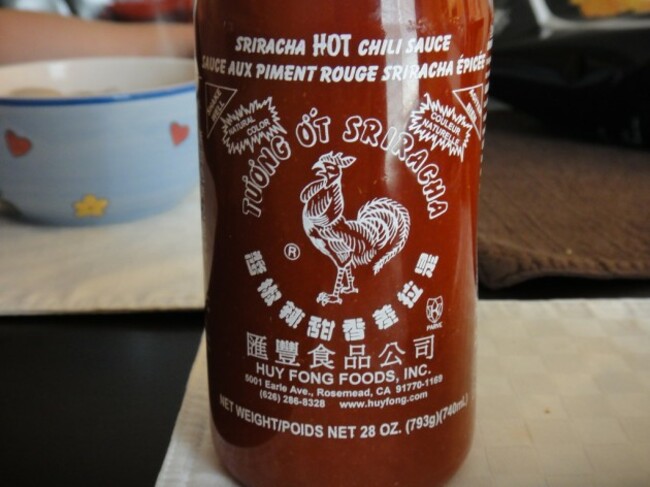 SRIRACHA HOT CHILI SAUCE
SAUCE AUX PIMENT ROUGE SRIRACHA ÉPICÉE
NATURAL COLOR
COULEUR NATURELLE
TƯƠNG ỚT SRIRACHA
®
是拉差香甜辣椒醬
PMMC
匯豐食品公司
HUY FONG FOODS, INC.
5001 Earle Ave., Rosemead, CA 91770-1169
(626) 286-8328 www.huyfong.com
NET WEIGHT/POIDS NET 28 OZ. (793g)(740mL)